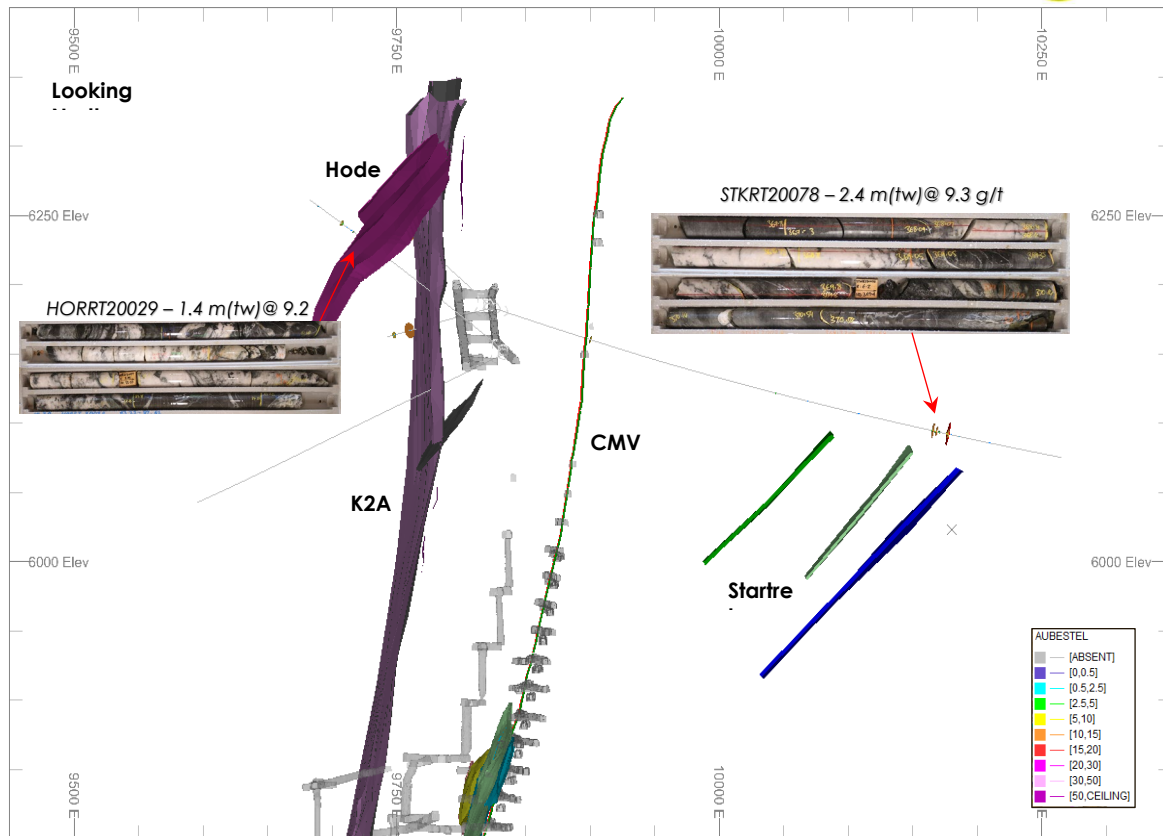 9500 E
9750 E
10000 E
10250 E
Looking
Hode
6250 Elev
6250 Elev
STKRT20078 – 2.4 m(tw)@ 9.3 g/t
HORRT20029 – 1.4 m(tw)@ 9.2
CMV
K2A
6000 Elev
6000 Elev
Startre
AUBESTEL
[ABSENT]
[0,0.5]
[0.5,2.5]
[2.5,5]
[5,10]
[10,15]
[15,20]
[20,30]
[30,50]
[50,CEILING]
9500 E
9750 E
10000 E
10250 E